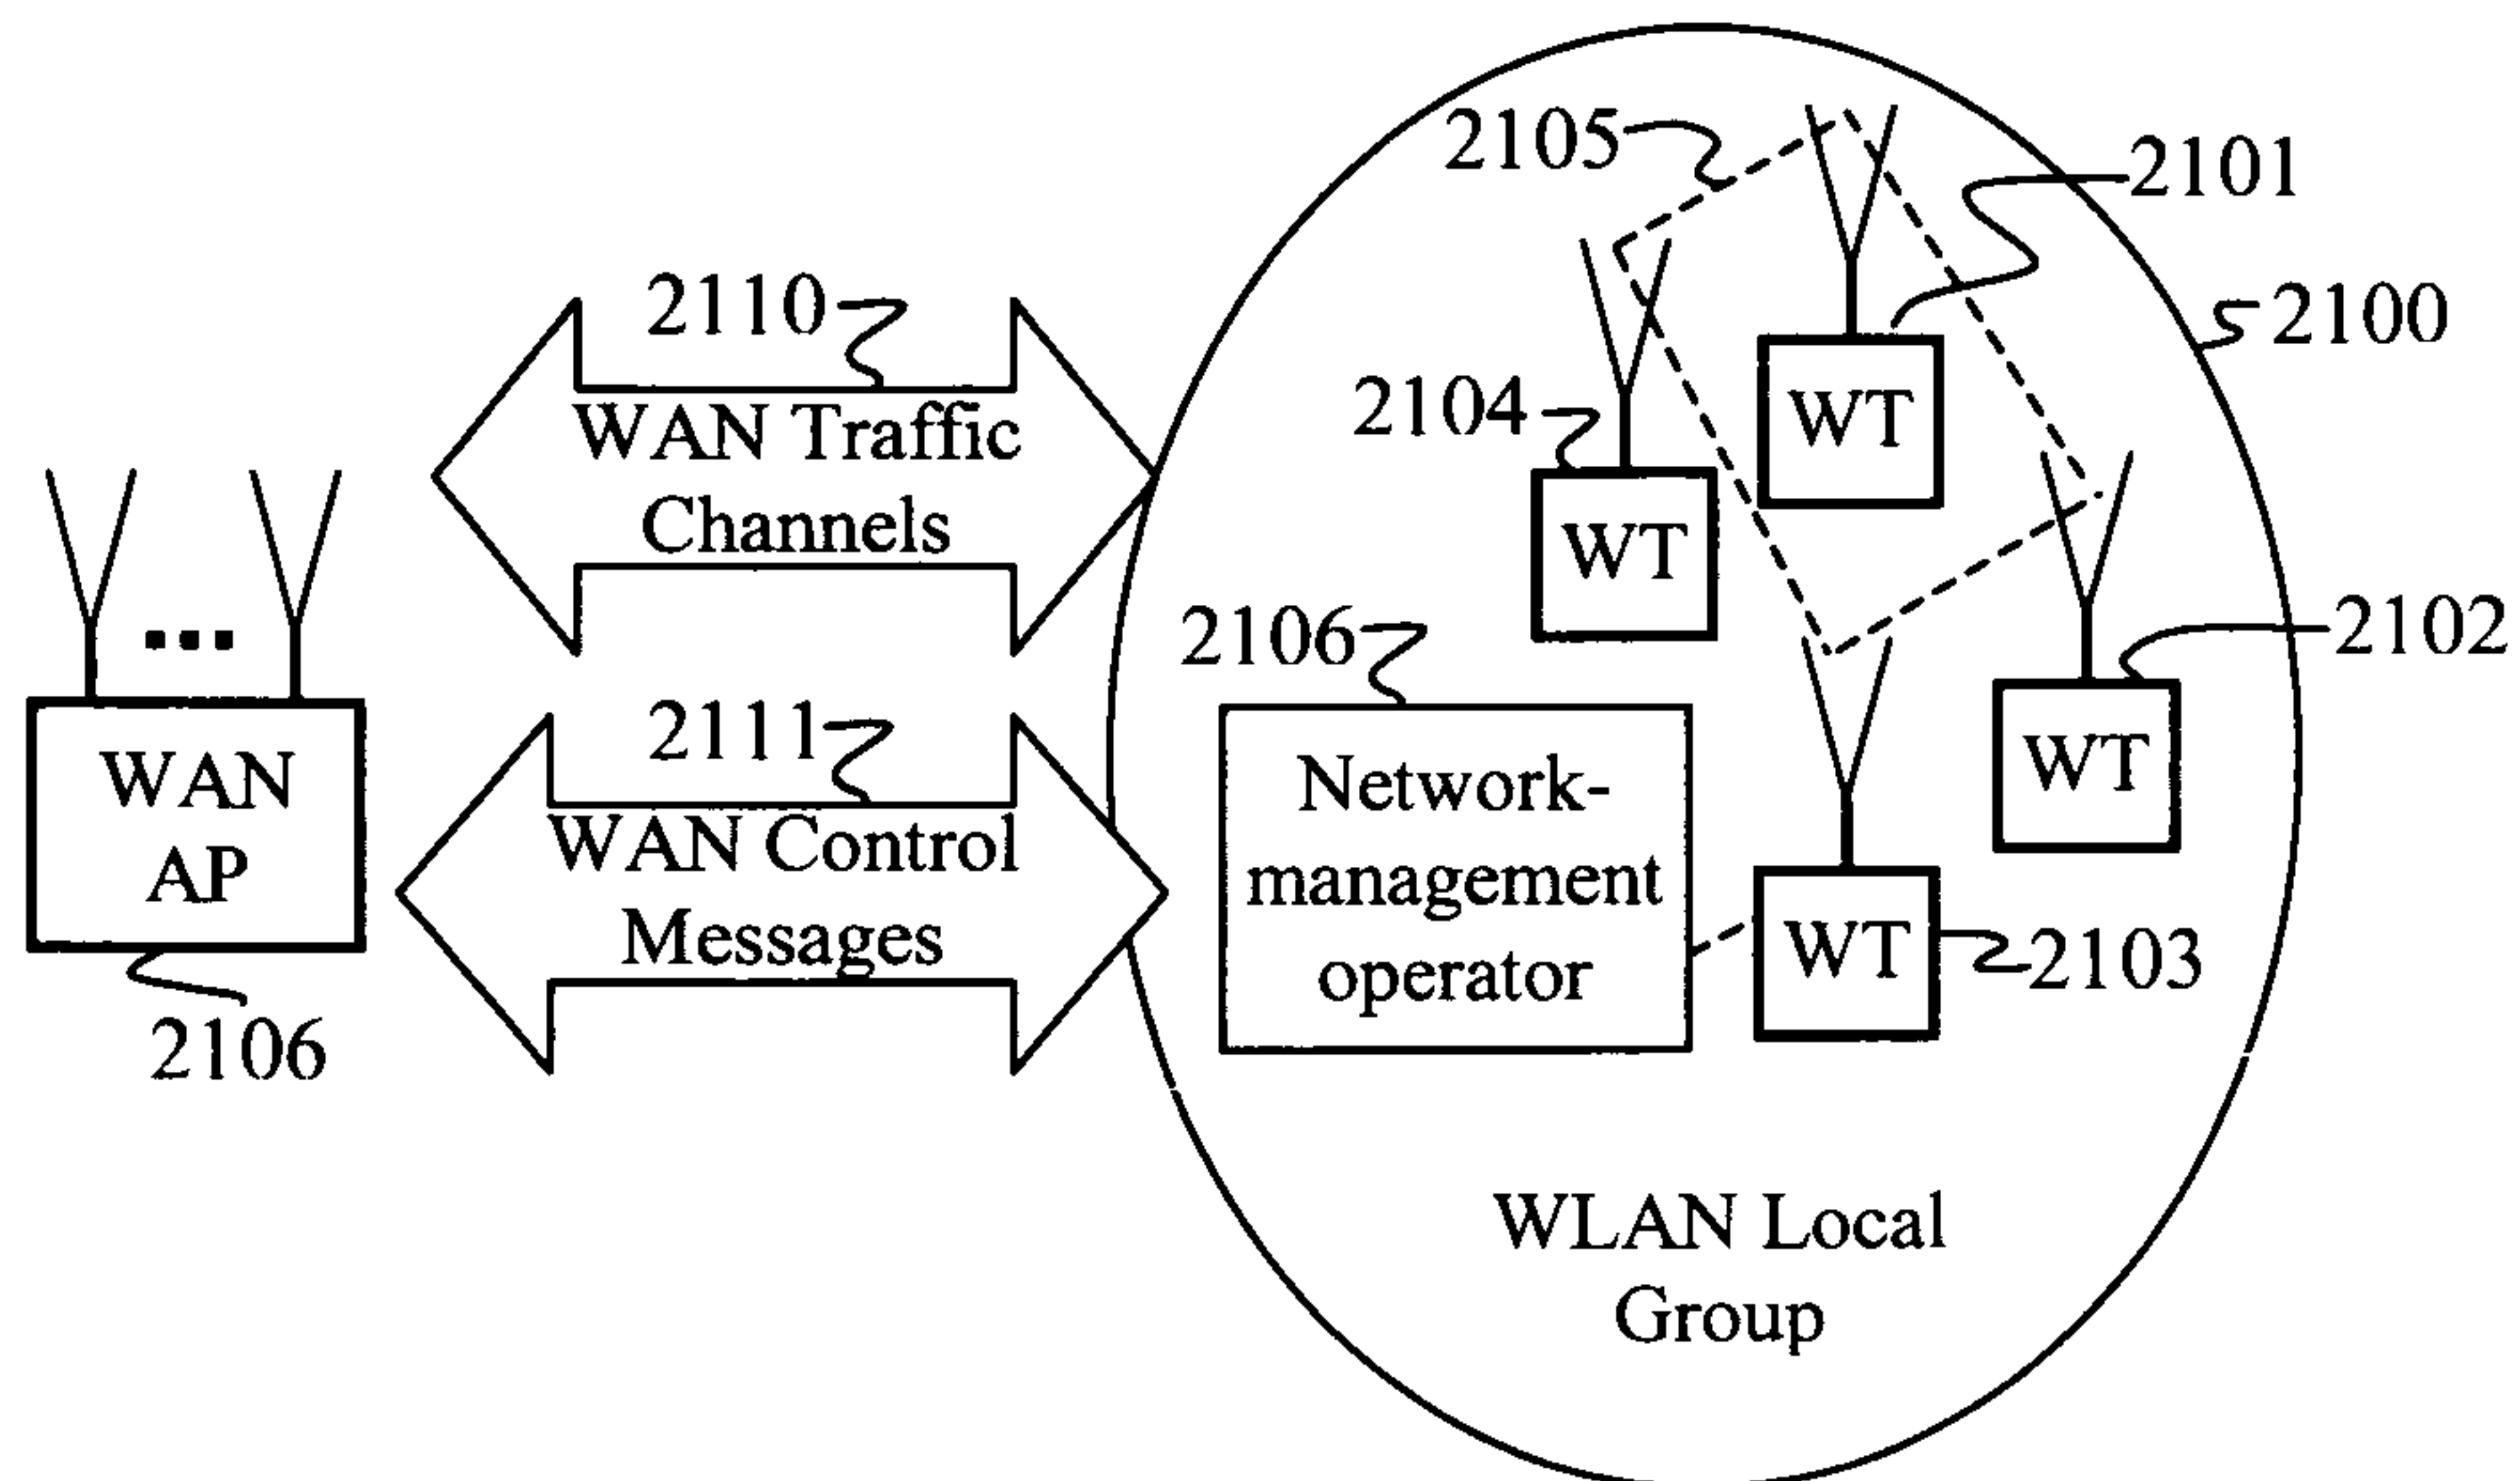 2105
2101
2110
2100
WAN Traffic
Channels
2104
WT
WT
2106
2102
WAN
AP
2106
2111
WAN Control
Messages
Network-
management
operator
WT
WT
2103
WLAN Local
Group